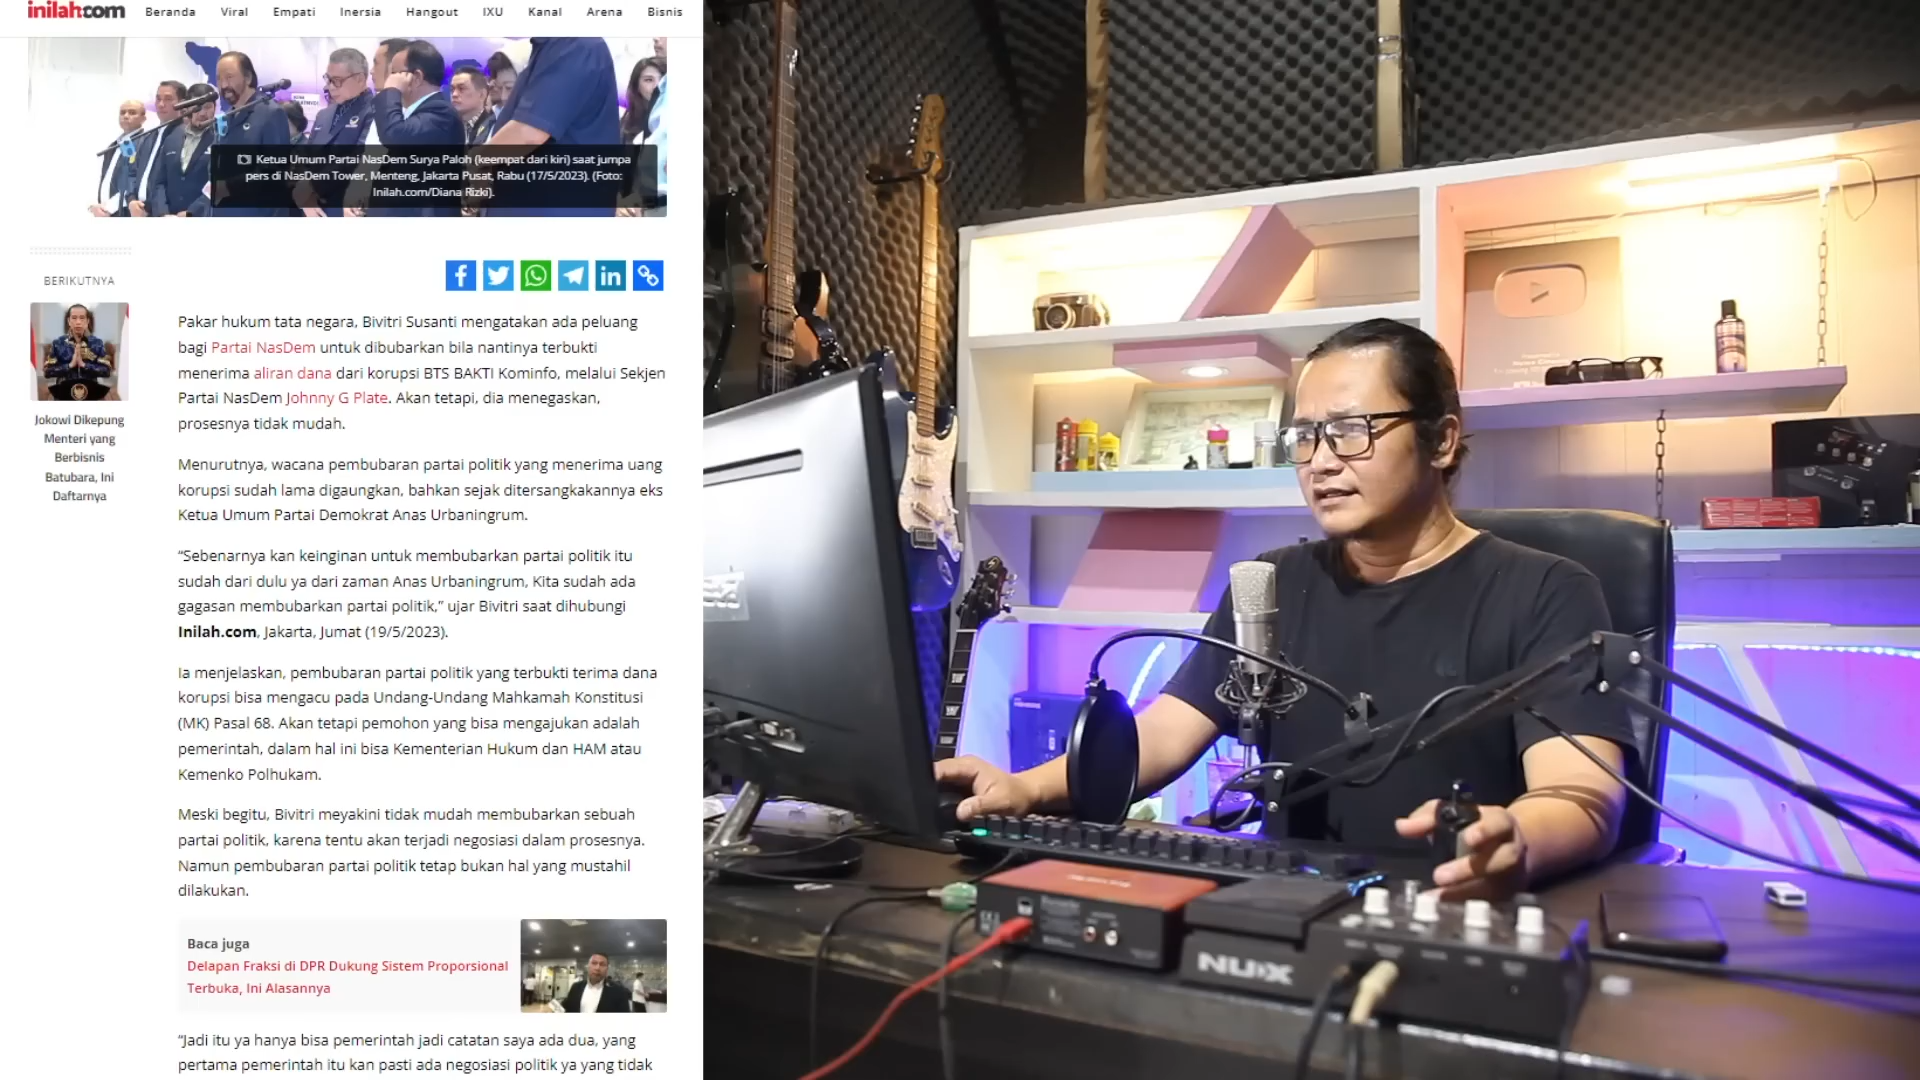 inilah.com
Beranda Viral Empati Inersia Hangout IXU Kanal Arena Bisnis
Ketua Umum Partai NasDem Surya Paloh (keempat dari kiri) saat jumpa
pers di NasDem Tower, Menteng, Jakarta Pusat, Rabu (17/5/2023). (Foto:
Inilah.com/Diana Rizki).
BERIKUTNYA
Jokowi Dikepung
Menteri yang
Berbisnis
Batubara, Ini
Daftarnya
Pakar hukum tata negara, Bivitri Susanti mengatakan ada peluang
bagi Partai NasDem untuk dibubarkan bila nantinya terbukti
menerima aliran dana dari korupsi BTS BAKTI Kominfo, melalui Sekjen
Partai NasDem Johnny G Plate. Akan tetapi, dia menegaskan,
prosesnya tidak mudah.
Menurutnya, wacana pembubaran partai politik yang menerima uang
korupsi sudah lama digaungkan, bahkan sejak ditersangkakannya eks
Ketua Umum Partai Demokrat Anas Urbaningrum.
“Sebenarnya kan keinginan untuk membubarkan partai politik itu
sudah dari dulu ya dari zaman Anas Urbaningrum, Kita sudah ada
gagasan membubarkan partai politik,” ujar Bivitri saat dihubungi
Inilah.com, Jakarta, Jumat (19/5/2023).
Ia menjelaskan, pembubaran partai politik yang terbukti terima dana
korupsi bisa mengacu pada Undang-Undang Mahkamah Konstitusi
(MK) Pasal 68. Akan tetapi pemohon yang bisa mengajukan adalah
pemerintah, dalam hal ini bisa Kementerian Hukum dan HAM atau
Kemenko Polhukam.
Meski begitu, Bivitri meyakini tidak mudah membubarkan sebuah
partai politik, karena tentu akan terjadi negosiasi dalam prosesnya.
Namun pembubaran partai politik tetap bukan hal yang mustahil
dilakukan.
Baca juga
Delapan Fraksi di DPR Dukung Sistem Proporsional
Terbuka, Ini Alasannya
“Jadi itu ya hanya bisa pemerintah jadi catatan saya ada dua, yang
pertama pemerintah itu kan pasti ada negosiasi politik ya yang tidak
NUX